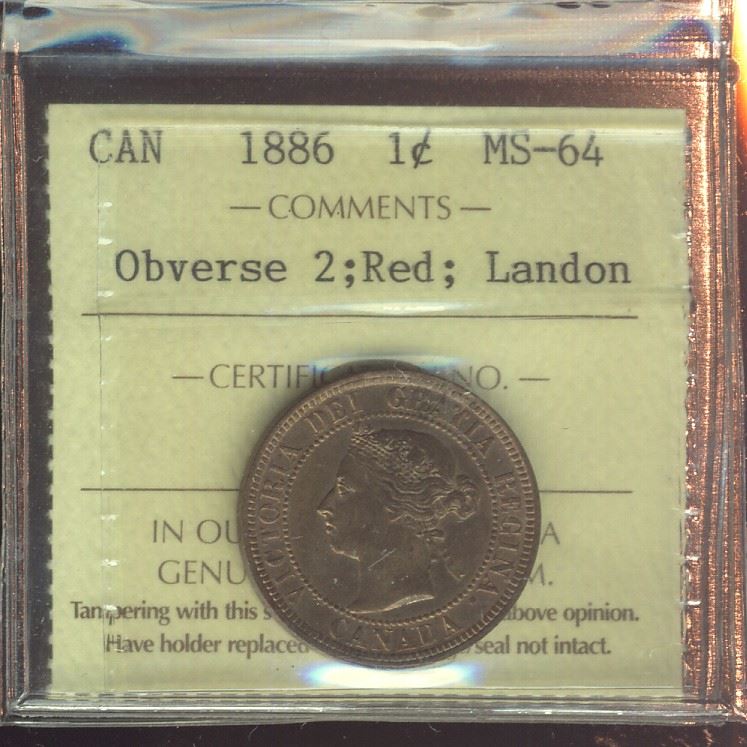 CAN 1886 1¢ MS-64
— COMMENTS —
Obverse 2;Red; Landon
— CERTIFIC NO. —
IN OU A
GENU M.
Tampering with this s above opinion.
Have holder replaced /seal not intact.
VICTORIA DEI GRATIA REGINA
CANADA